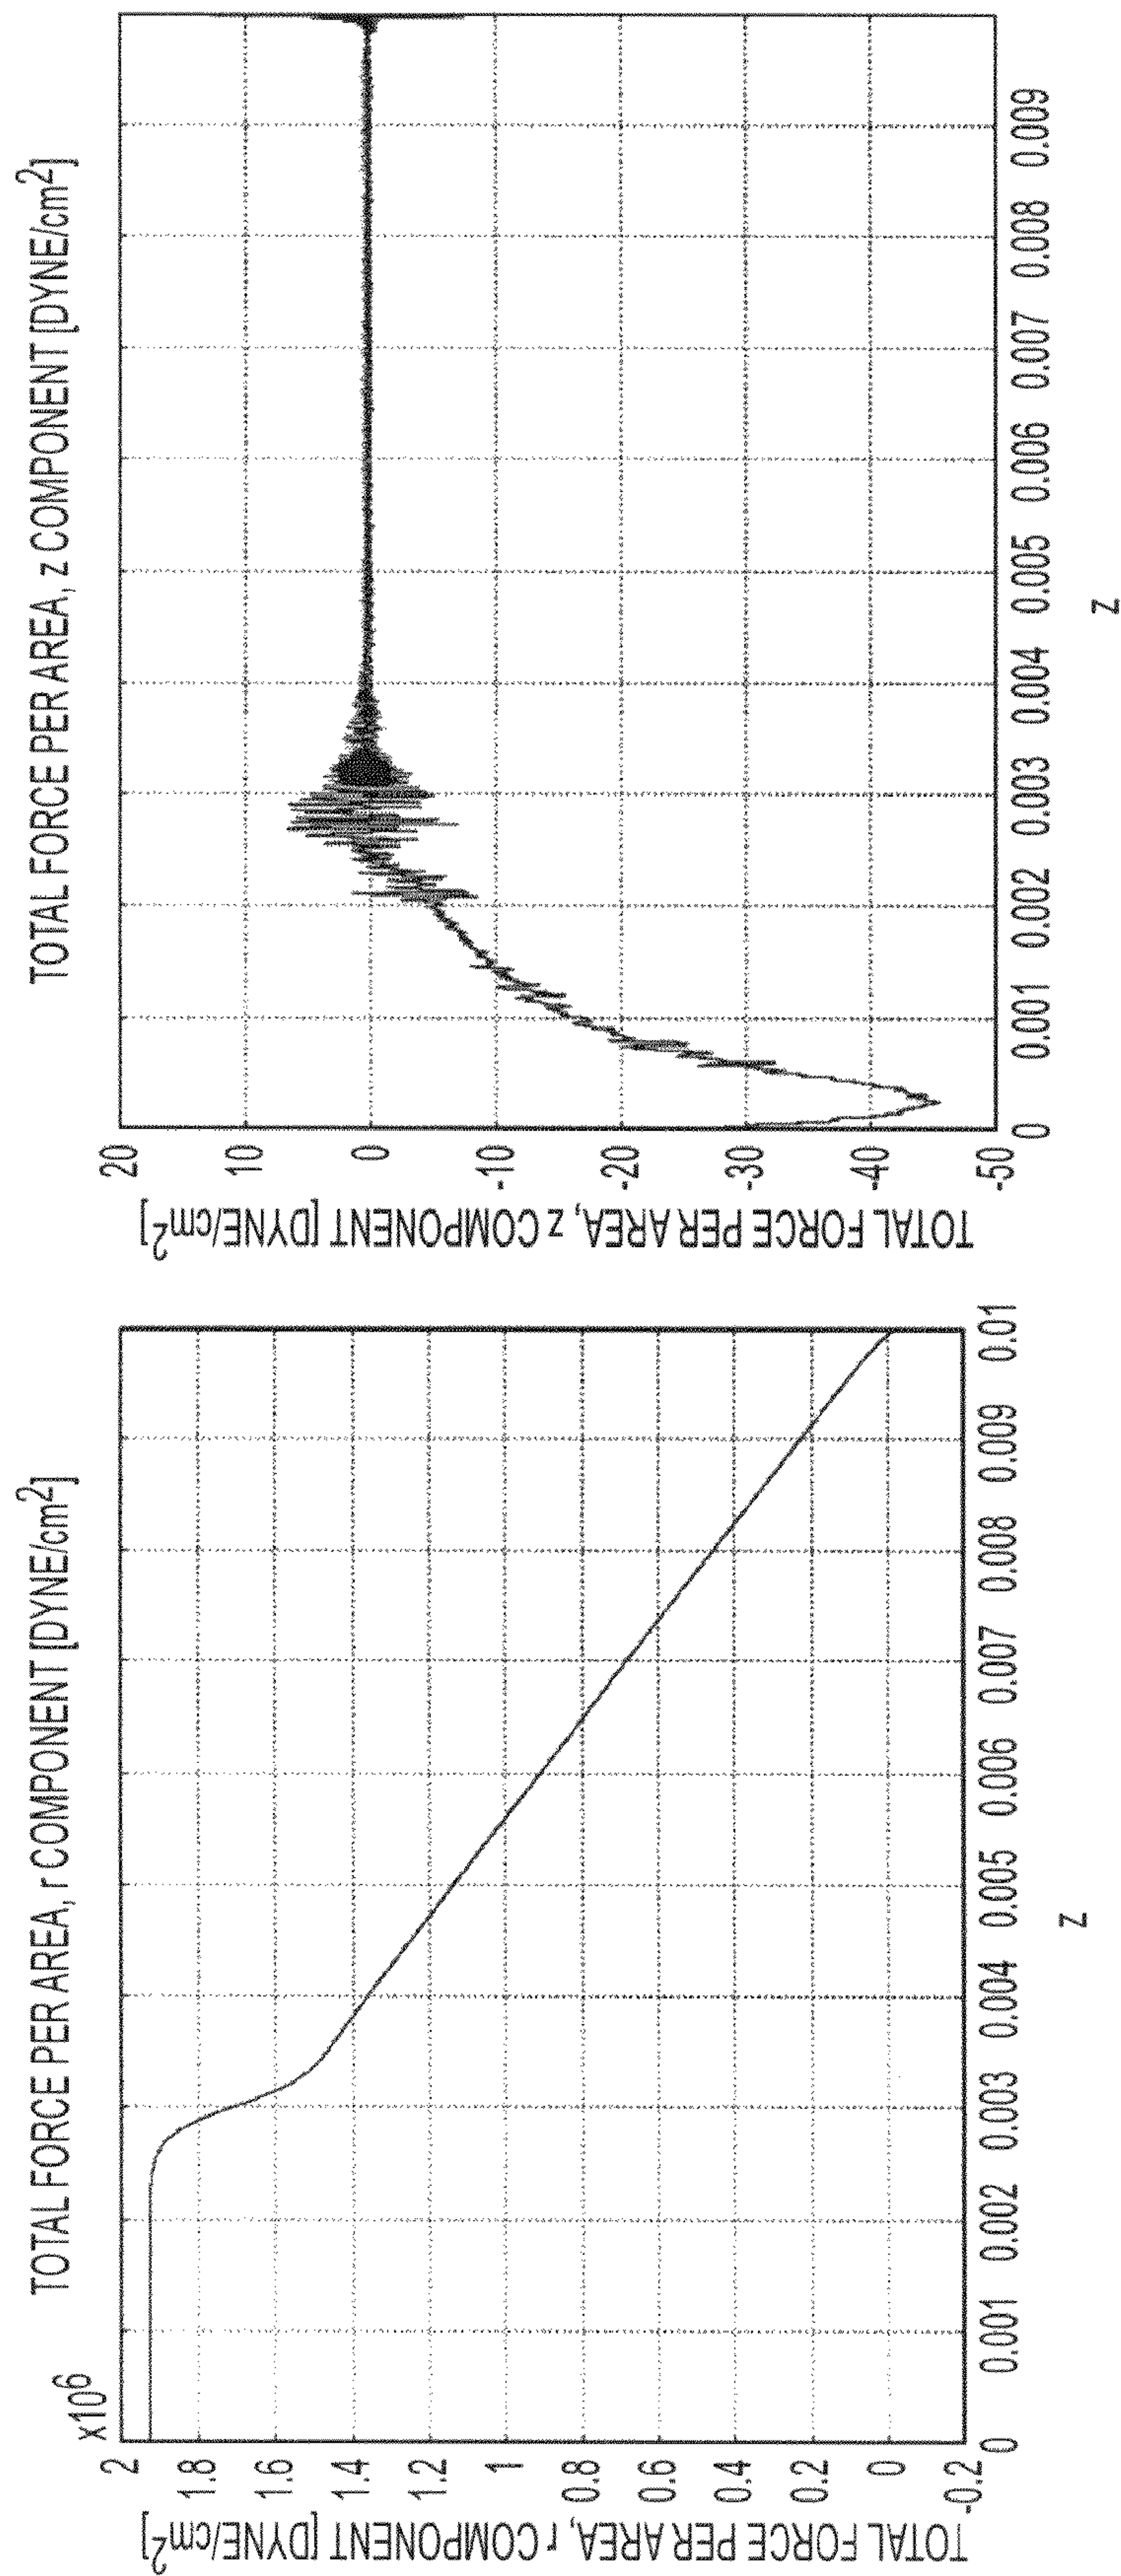 TOTAL FORCE PER AREA, r COMPONENT [DYNE/cm²]
x10⁶
TOTAL FORCE PER AREA, r COMPONENT [DYNE/cm²]
2
1.8
1.6
1.4
1.2
1
0.8
0.6
0.4
0.2
0
-0.2
0 0.001 0.002 0.003 0.004 0.005 0.006 0.007 0.008 0.009 0.01
z
TOTAL FORCE PER AREA, z COMPONENT [DYNE/cm²]
TOTAL FORCE PER AREA, z COMPONENT [DYNE/cm²]
20
10
0
-10
-20
-30
-40
-50
0 0.001 0.002 0.003 0.004 0.005 0.006 0.007 0.008 0.009
z